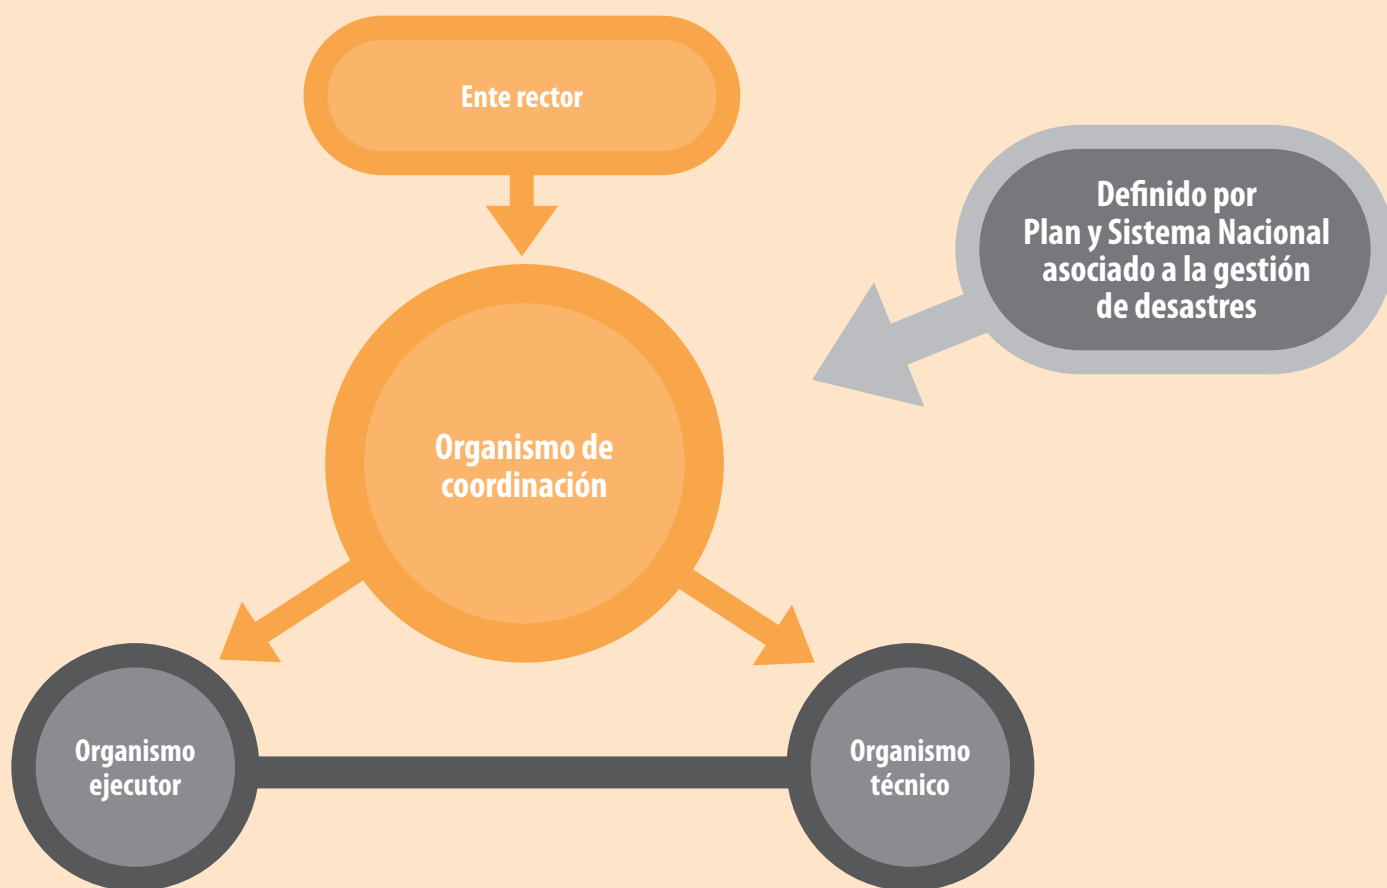 Ente rector
Definido por
Plan y Sistema Nacional
asociado a la gestión
de desastres
Organismo de
coordinación
Organismo
ejecutor
Organismo
técnico